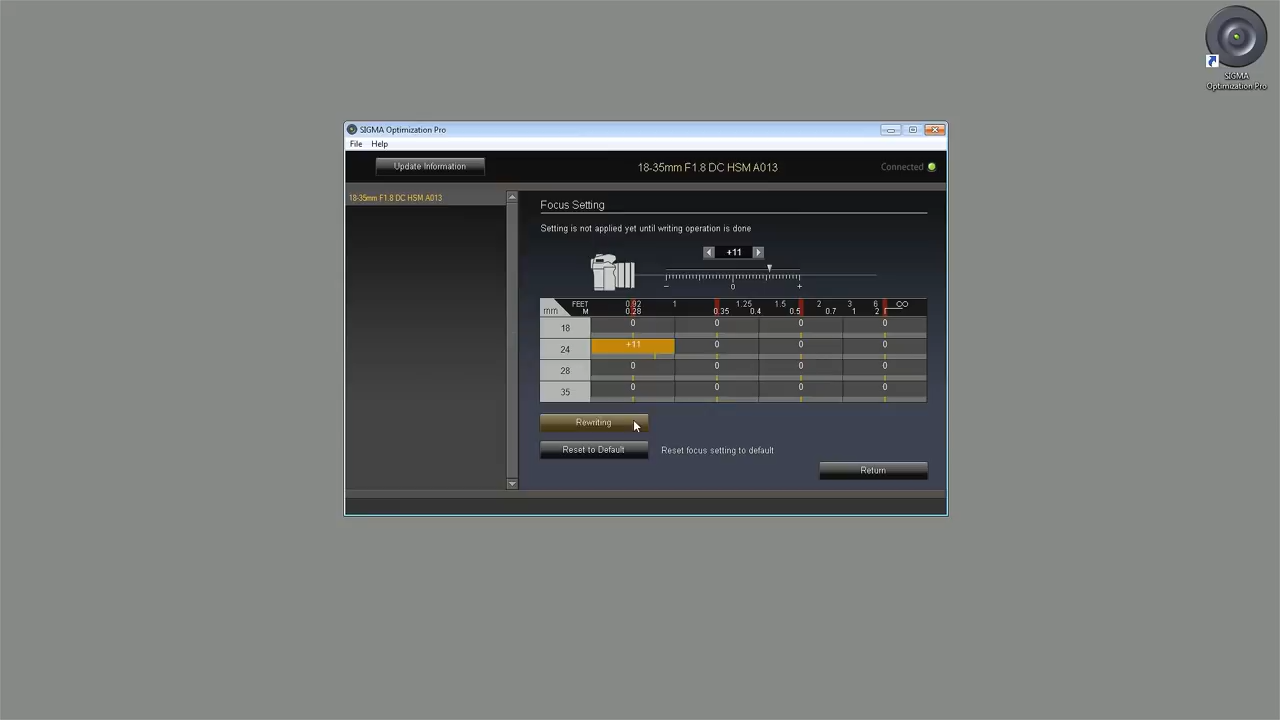 SIGMA
Optimization Pro
SIGMA Optimization Pro
File Help
Update Information
18-35mm F1.8 DC HSM A013
Connected
18-35mm F1.8 DC HSM A013
Focus Setting
Setting is not applied yet until writing operation is done
+11
− 0 +
mm FEET 0.92 1 1.25 1.5 2 3 6 ∞
M 0.28 0.35 0.4 0.5 0.7 1 2
18 0 0 0 0
24 +11 0 0 0
28 0 0 0 0
35 0 0 0 0
Rewriting
Reset to Default Reset focus setting to default
Return